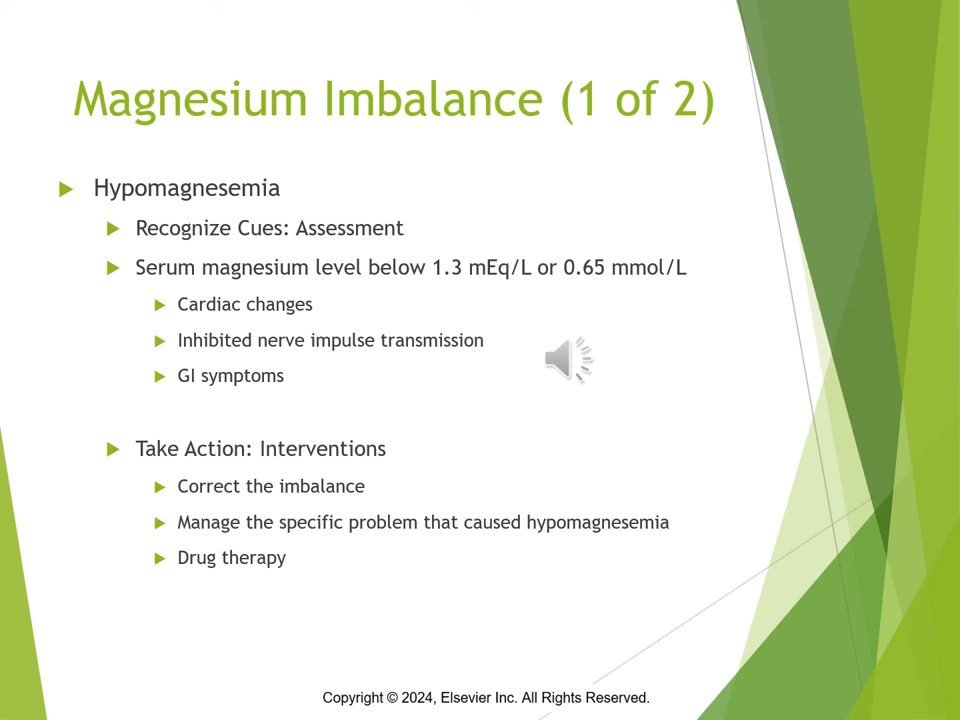 Magnesium Imbalance (1 of 2)
Hypomagnesemia
Recognize Cues: Assessment
Serum magnesium level below 1.3 mEq/L or 0.65 mmol/L
Cardiac changes
Inhibited nerve impulse transmission
GI symptoms
Take Action: Interventions
Correct the imbalance
Manage the specific problem that caused hypomagnesemia
Drug therapy
Copyright © 2024, Elsevier Inc. All Rights Reserved.